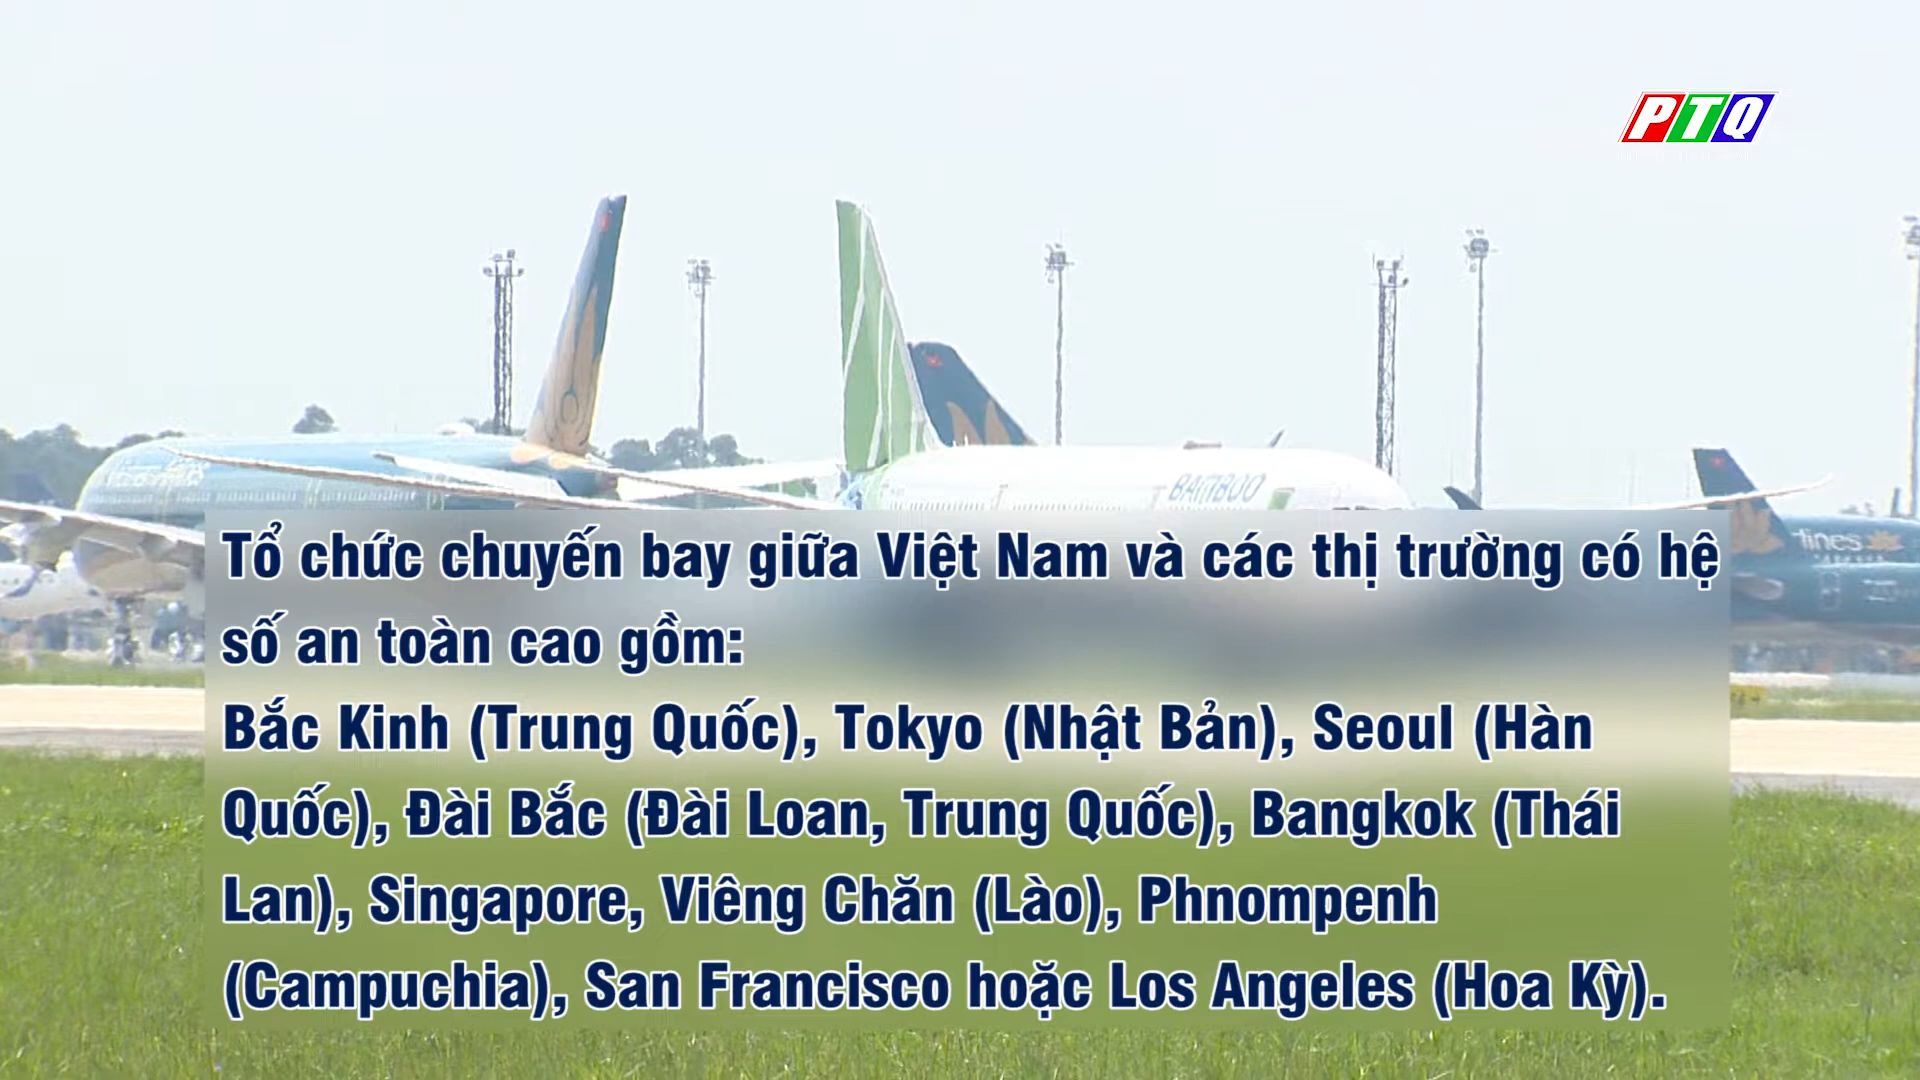 PTQ
BAMBOO
lines
Tổ chức chuyến bay giữa Việt Nam và các thị trường có hệ
số an toàn cao gồm:
Bắc Kinh (Trung Quốc), Tokyo (Nhật Bản), Seoul (Hàn
Quốc), Đài Bắc (Đài Loan, Trung Quốc), Bangkok (Thái
Lan), Singapore, Viêng Chăn (Lào), Phnompenh
(Campuchia), San Francisco hoặc Los Angeles (Hoa Kỳ).